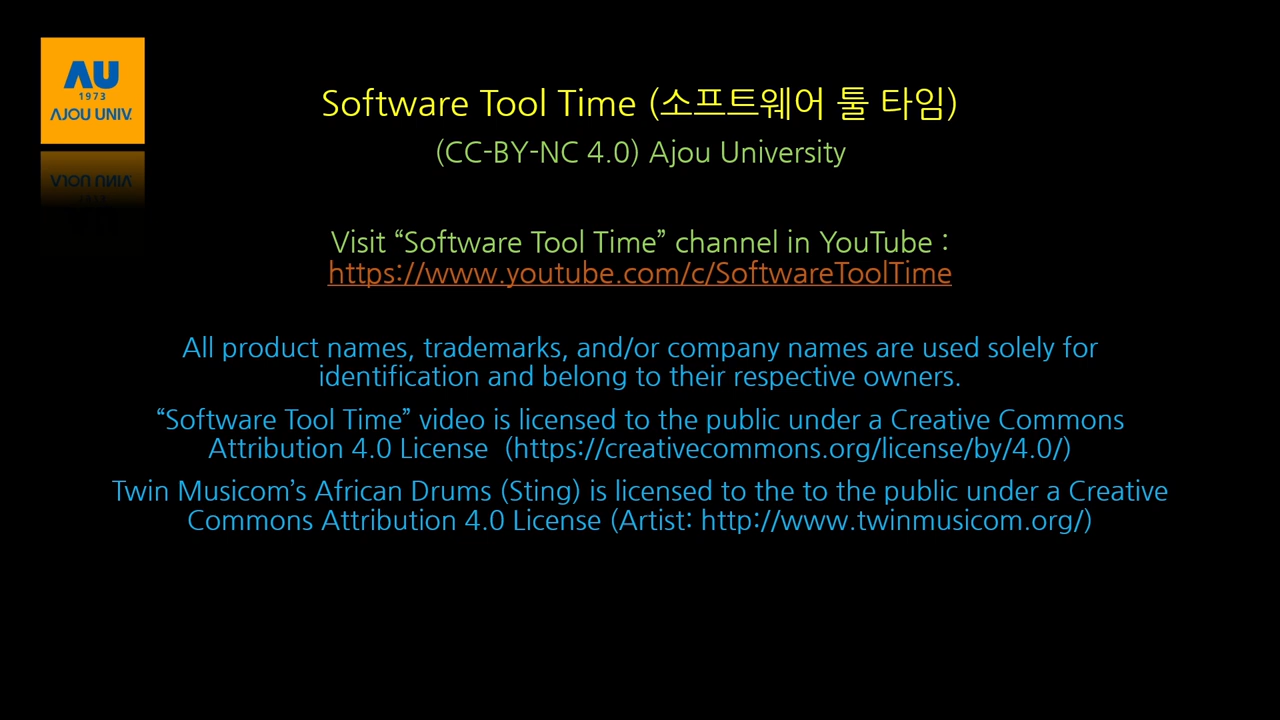 AU
1973
AJOU UNIV.
Software Tool Time (소프트웨어 툴 타임)
(CC-BY-NC 4.0) Ajou University
Visit “Software Tool Time” channel in YouTube :
https://www.youtube.com/c/SoftwareToolTime
All product names, trademarks, and/or company names are used solely for
identification and belong to their respective owners.
“Software Tool Time” video is licensed to the public under a Creative Commons
Attribution 4.0 License  (https://creativecommons.org/license/by/4.0/)
Twin Musicom’s African Drums (Sting) is licensed to the to the public under a Creative
Commons Attribution 4.0 License (Artist: http://www.twinmusicom.org/)